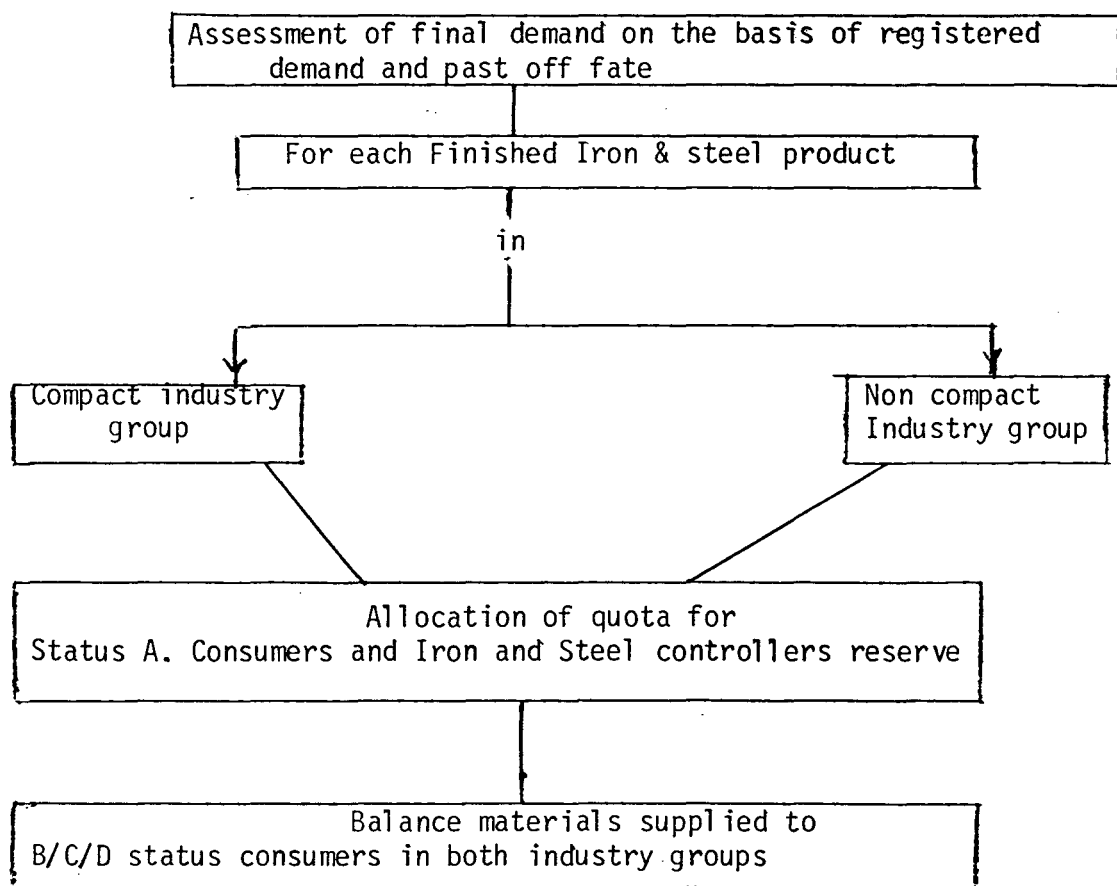 Assessment of final demand on the basis of registered
demand and past off fate
For each Finished Iron & steel product
in
Compact industry
group
Non compact
Industry group
Allocation of quota for
Status A. Consumers and Iron and Steel controllers reserve
Balance materials supplied to
B/C/D status consumers in both industry groups